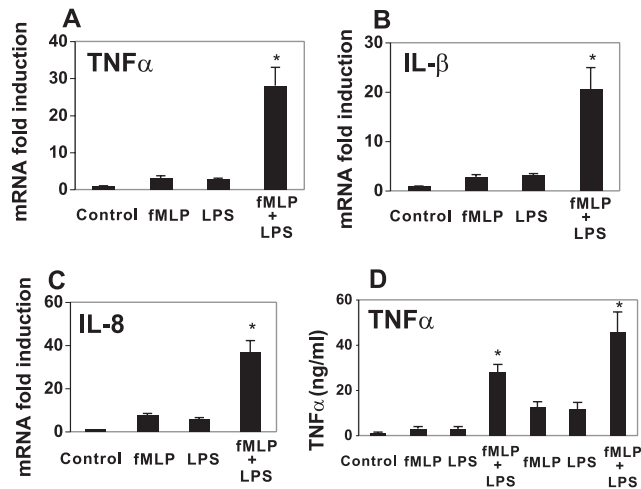 A
TNFα
mRNA fold induction
40
30
20
10
0
*
Control fMLP LPS fMLP
+
LPS
B
IL-β
mRNA fold induction
30
20
10
0
*
Control fMLP LPS fMLP
+
LPS
C
IL-8
mRNA fold induction
60
40
20
0
*
Control fMLP LPS fMLP
+
LPS
D
TNFα
TNFα (ng/ml)
60
40
20
0
*
*
Control fMLP LPS fMLP fMLP LPS fMLP
+ +
LPS LPS